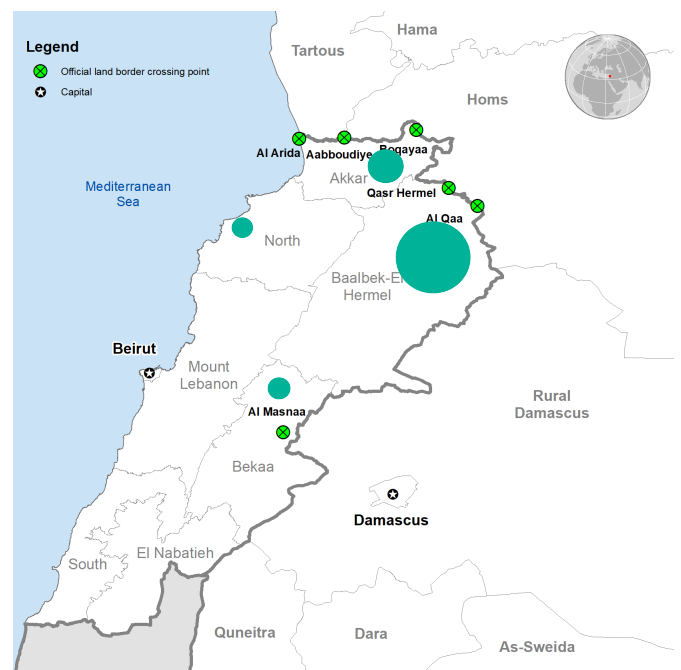 Legend
Official land border crossing point
Capital
Hama
Tartous
Homs
Al Arida
Aabboudiye
Boqayaa
Akkar
Qasr Hermel
Mediterranean
Sea
Al Qaa
North
Baalbek-El
Hermel
Beirut
Mount
Lebanon
Al Masnaa
Rural
Damascus
Bekaa
Damascus
El Nabatieh
South
Quneitra
Dara
As-Sweida